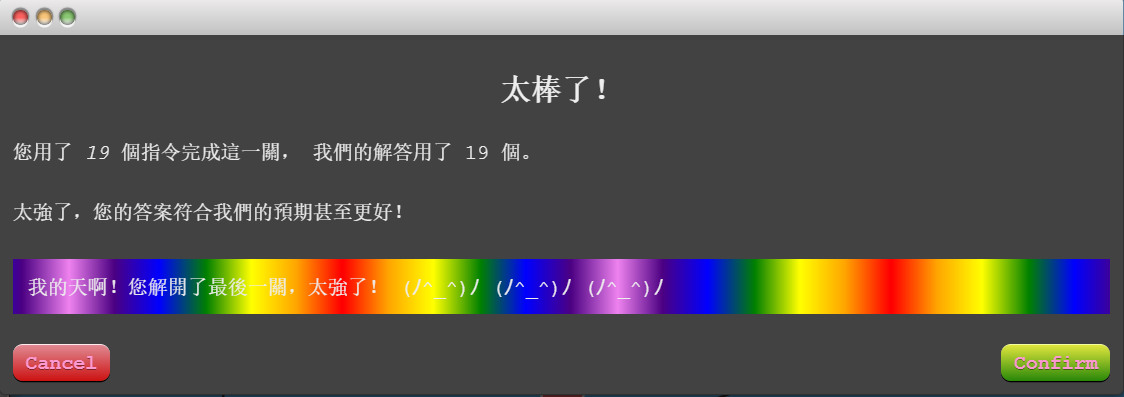 太棒了！
您用了 19 個指令完成這一關， 我們的解答用了 19 個。
太強了，您的答案符合我們的預期甚至更好！
我的天啊！您解開了最後一關，太強了！ (ﾉ^_^)ﾉ (ﾉ^_^)ﾉ (ﾉ^_^)ﾉ
Cancel
Confirm